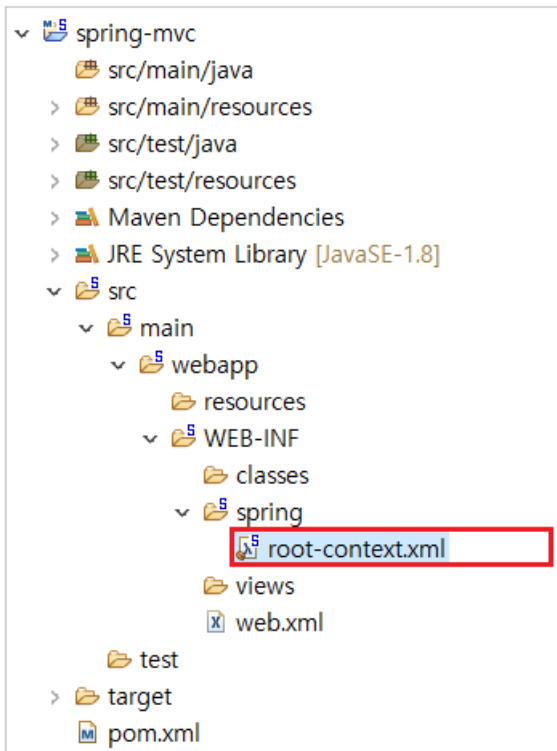 spring-mvc
src/main/java
src/main/resources
src/test/java
src/test/resources
Maven Dependencies
JRE System Library [JavaSE-1.8]
src
main
webapp
resources
WEB-INF
classes
spring
root-context.xml
views
web.xml
test
target
pom.xml